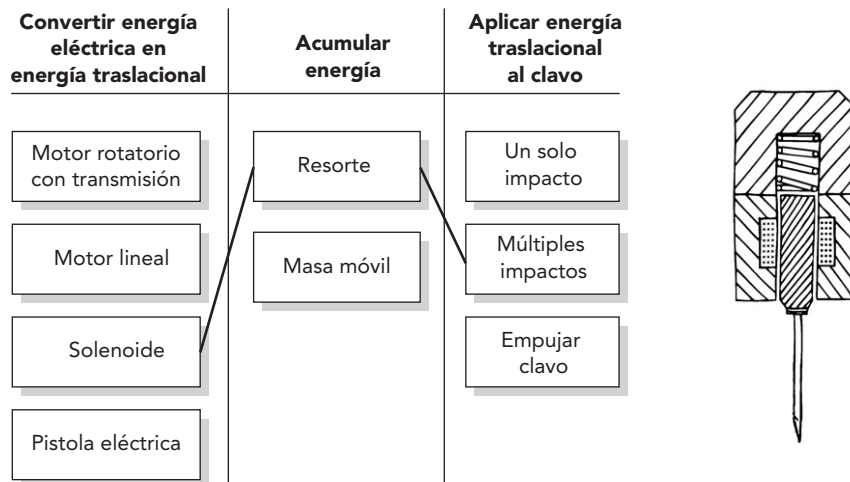 Convertir energía
eléctrica en
energía traslacional
Acumular
energía
Aplicar energía
traslacional
al clavo
Motor rotatorio
con transmisión
Motor lineal
Solenoide
Pistola eléctrica
Resorte
Masa móvil
Un solo
impacto
Múltiples
impactos
Empujar
clavo